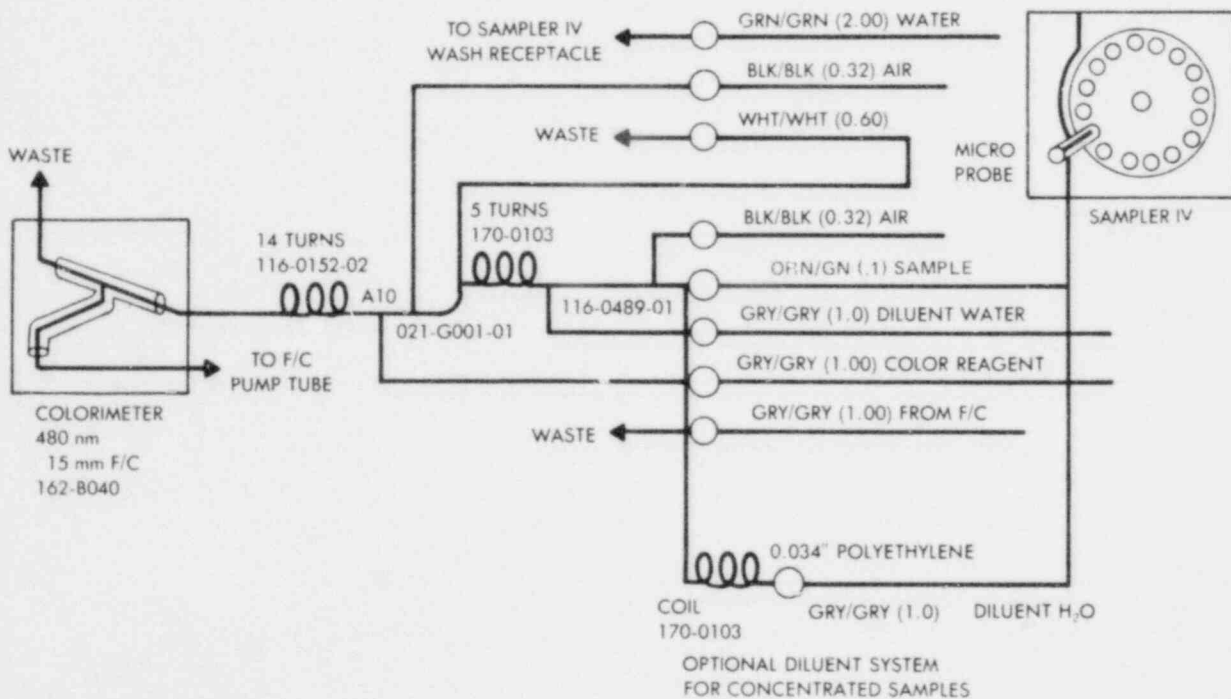 TO SAMPLER IV
WASH RECEPTACLE
GRN/GRN (2.00) WATER
BLK/BLK (0.32) AIR
WASTE
WHT/WHT (0.60)
MICRO
PROBE
SAMPLER IV
WASTE
5 TURNS
170-0103
BLK/BLK (0.32) AIR
14 TURNS
116-0152-02
A10
ORN/GN (.1) SAMPLE
116-0489-01
021-G001-01
GRY/GRY (1.0) DILUENT WATER
TO F/C
PUMP TUBE
GRY/GRY (1.00) COLOR REAGENT
COLORIMETER
480 nm
15 mm F/C
162-B040
WASTE
GRY/GRY (1.00) FROM F/C
0.034" POLYETHYLENE
COIL
170-0103
GRY/GRY (1.0)
DILUENT H₂O
OPTIONAL DILUENT SYSTEM
FOR CONCENTRATED SAMPLES